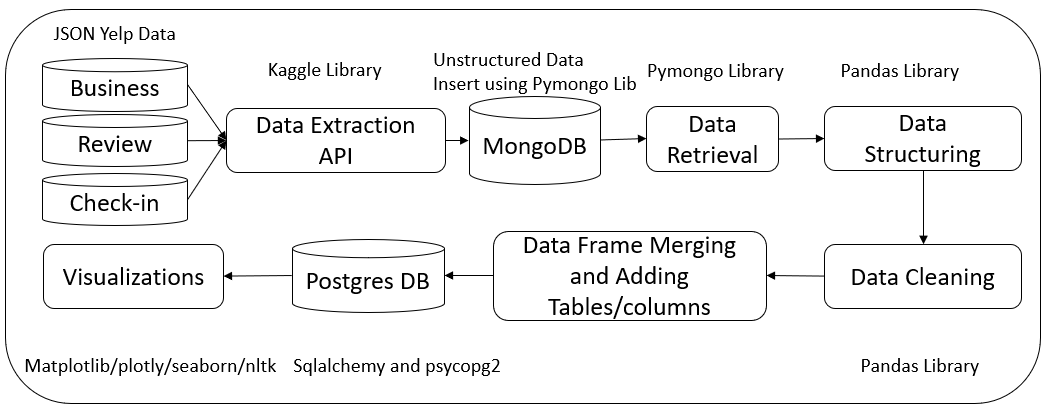 JSON Yelp Data
Business
Review
Check-in
Kaggle Library
Data Extraction
API
Unstructured Data
Insert using Pymongo Lib
MongoDB
Pymongo Library
Data
Retrieval
Pandas Library
Data
Structuring
Data Cleaning
Data Frame Merging
and Adding
Tables/columns
Postgres DB
Visualizations
Matplotlib/plotly/seaborn/nltk
Sqlalchemy and psycopg2
Pandas Library